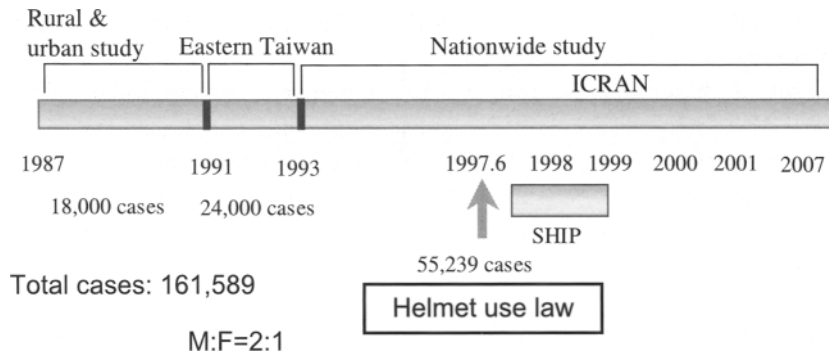 Rural &
urban study
Eastern Taiwan
Nationwide study
ICRAN
1987
1991
1993
1997.6
1998
1999
2000
2001
2007
18,000 cases
24,000 cases
SHIP
55,239 cases
Total cases: 161,589
Helmet use law
M:F=2:1